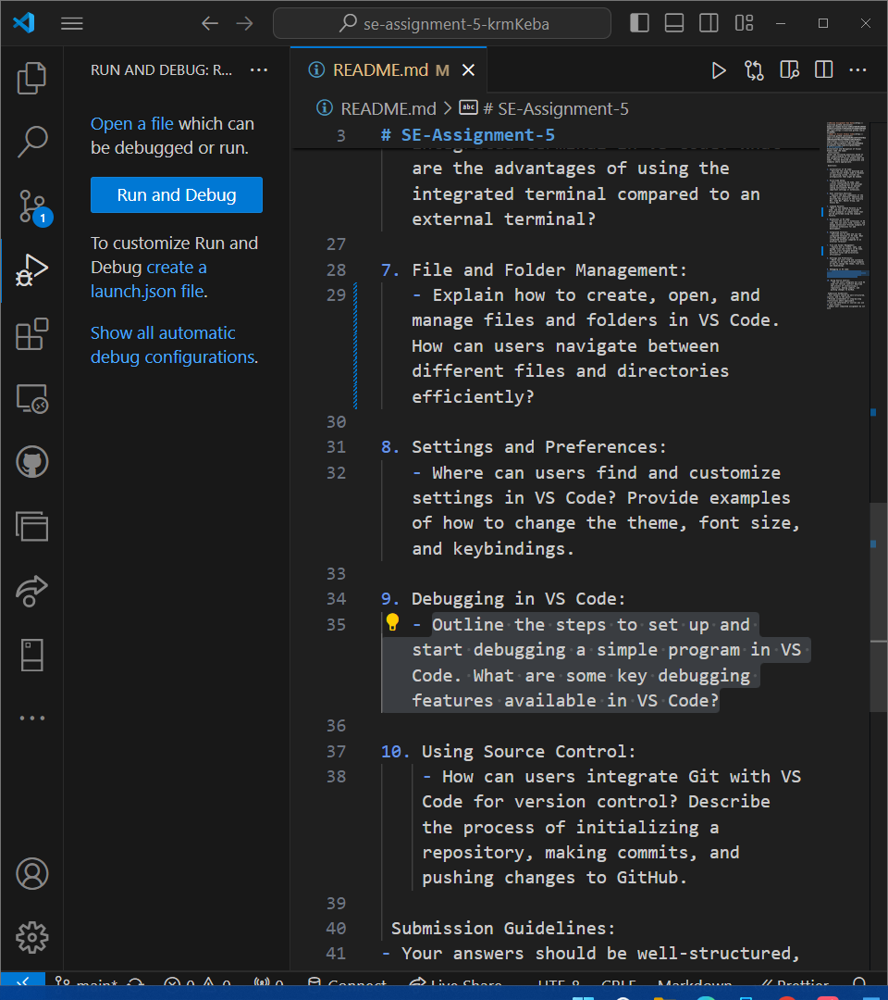 se-assignment-5-krmKeba
RUN AND DEBUG: R... ...
Open a file which can
be debugged or run.
Run and Debug
To customize Run and
Debug create a
launch.json file.
Show all automatic
debug configurations.
1
README.md M
README.md > # SE-Assignment-5
3 # SE-Assignment-5
are the advantages of using the
integrated terminal compared to an
external terminal?
27
28 7. File and Folder Management:
29 - Explain how to create, open, and
manage files and folders in VS Code.
How can users navigate between
different files and directories
efficiently?
30
31 8. Settings and Preferences:
32 - Where can users find and customize
settings in VS Code? Provide examples
of how to change the theme, font size,
and keybindings.
33
34 9. Debugging in VS Code:
35 - Outline the steps to set up and
start debugging a simple program in VS
Code. What are some key debugging
features available in VS Code?
36
37 10. Using Source Control:
38 - How can users integrate Git with VS
Code for version control? Describe
the process of initializing a
repository, making commits, and
pushing changes to GitHub.
39
40 Submission Guidelines:
41 - Your answers should be well-structured,
main* 0 0 0 Connect Live Share UTF-8 CRLF Markdown Prettier